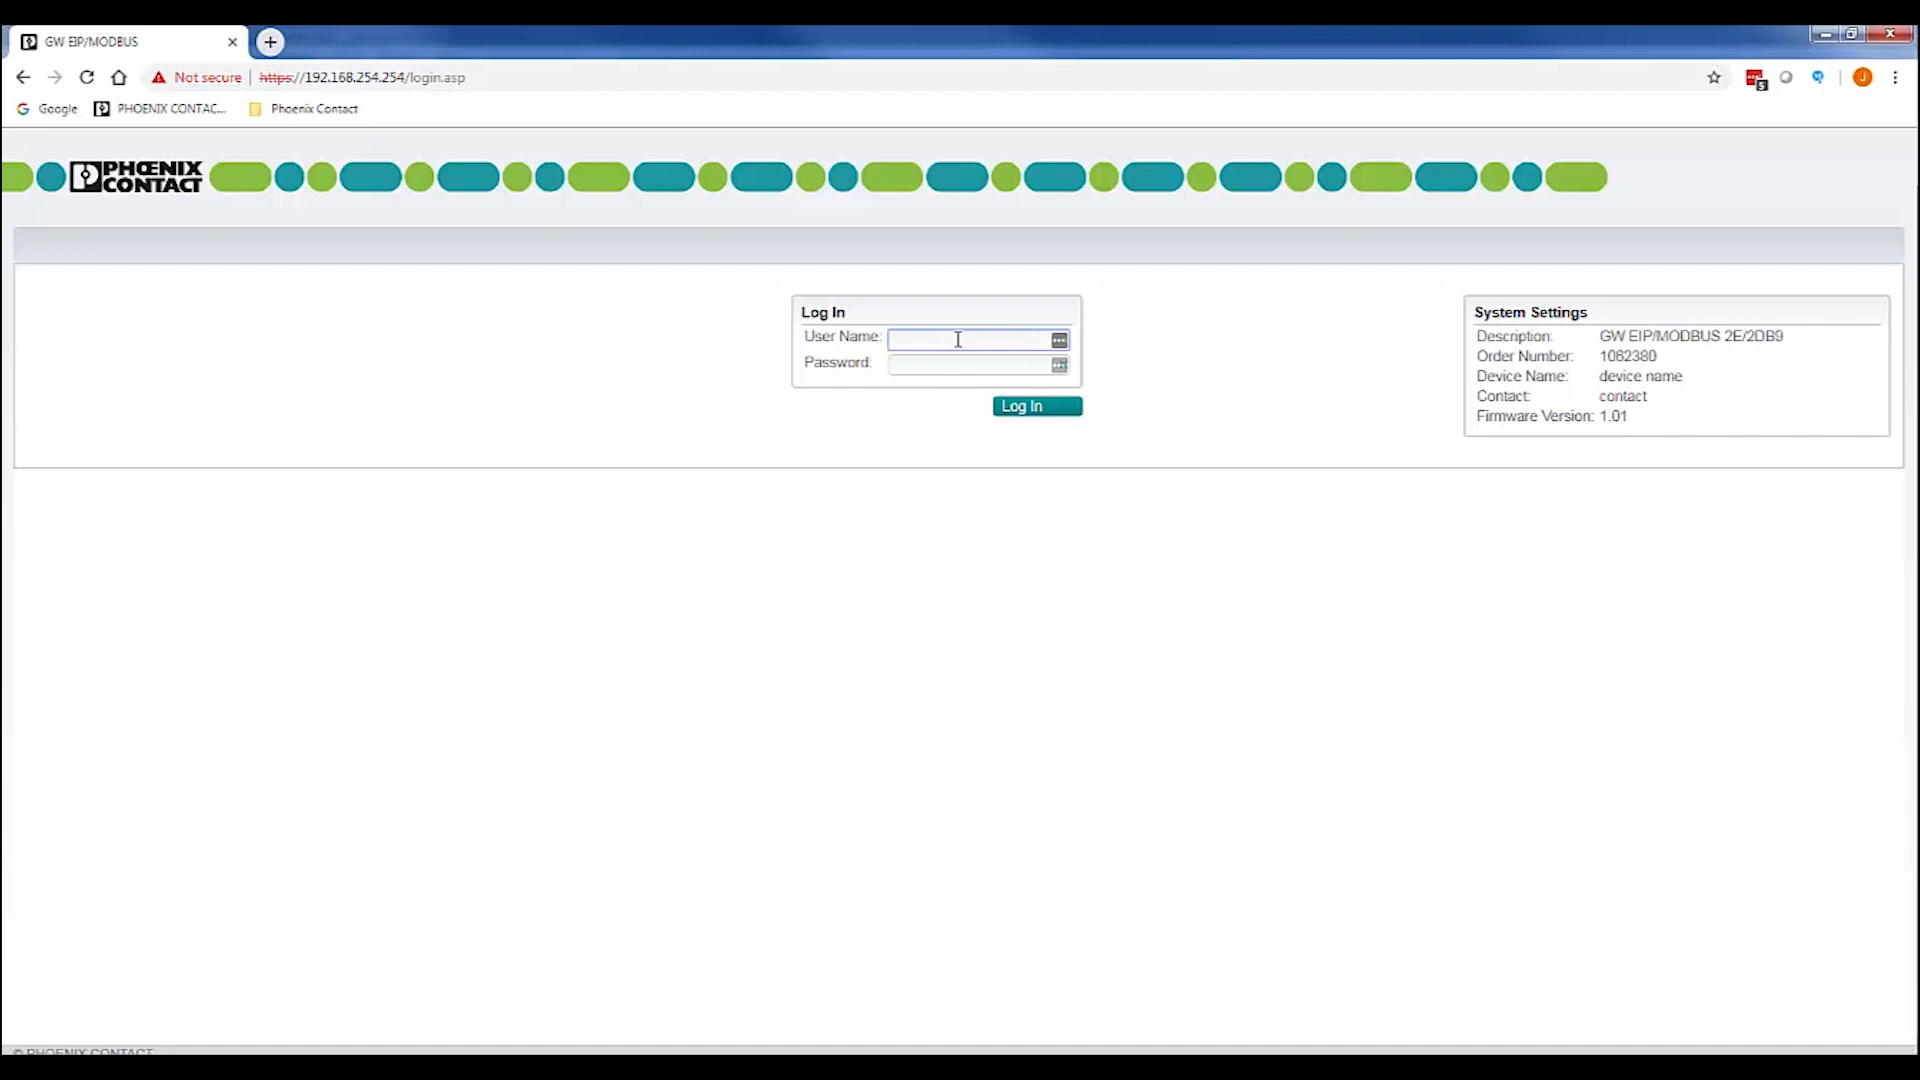 GW EIP/MODBUS
Not secure https://192.168.254.254/login.asp
Google PHOENIX CONTAC... Phoenix Contact
PHŒNIX
CONTACT
Log In
User Name:
Password:
Log In
System Settings
Description: GW EIP/MODBUS 2E/2DB9
Order Number: 1062380
Device Name: device name
Contact: contact
Firmware Version: 1.01
© PHOENIX CONTACT